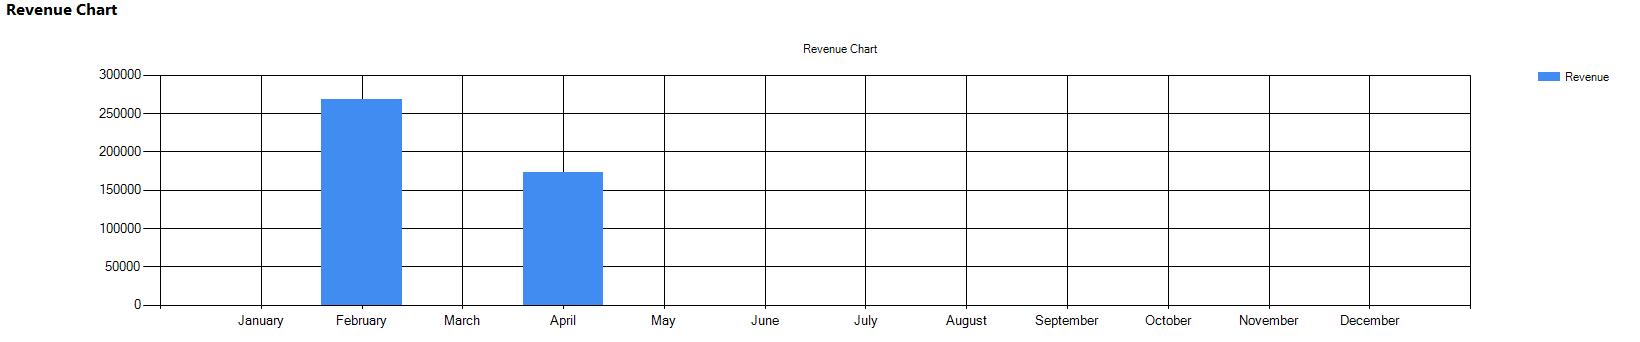 Revenue Chart
Revenue Chart
Revenue
300000
250000
200000
150000
100000
50000
0
January February March April May June July August September October November December